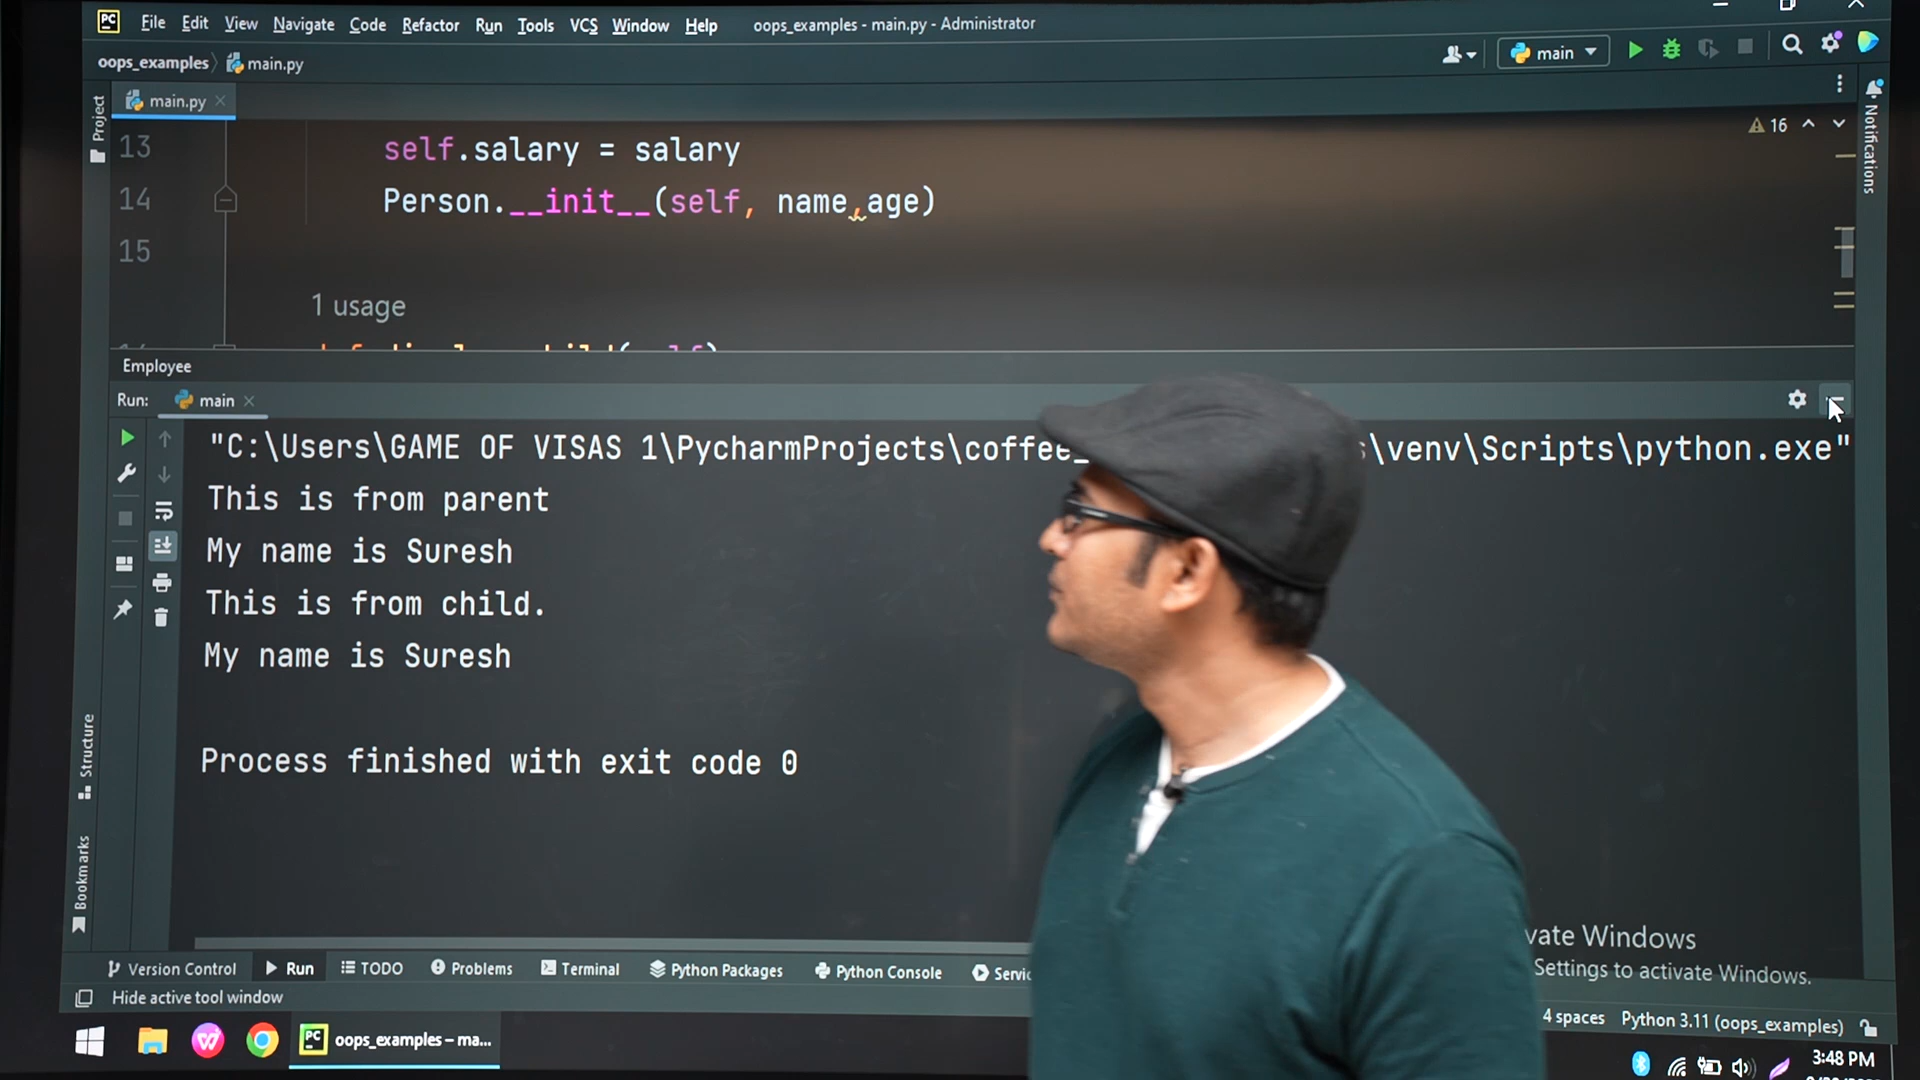 PC File Edit View Navigate Code Refactor Run Tools VCS Window Help oops_examples - main.py - Administrator
oops_examples main.py
main
Project
main.py
Notifications
16
13 self.salary = salary
14 Person.__init__(self, name,age)
15
1 usage
Employee
Run: main
"C:\Users\GAME OF VISAS 1\PycharmProjects\coffee_ s\venv\Scripts\python.exe"
This is from parent
My name is Suresh
This is from child.
My name is Suresh
Process finished with exit code 0
Structure
Bookmarks
vate Windows
Settings to activate Windows.
Version Control Run TODO Problems Terminal Python Packages Python Console Servic
Hide active tool window
4 spaces Python 3.11 (oops_examples)
PC oops_examples – ma...
3:48 PM